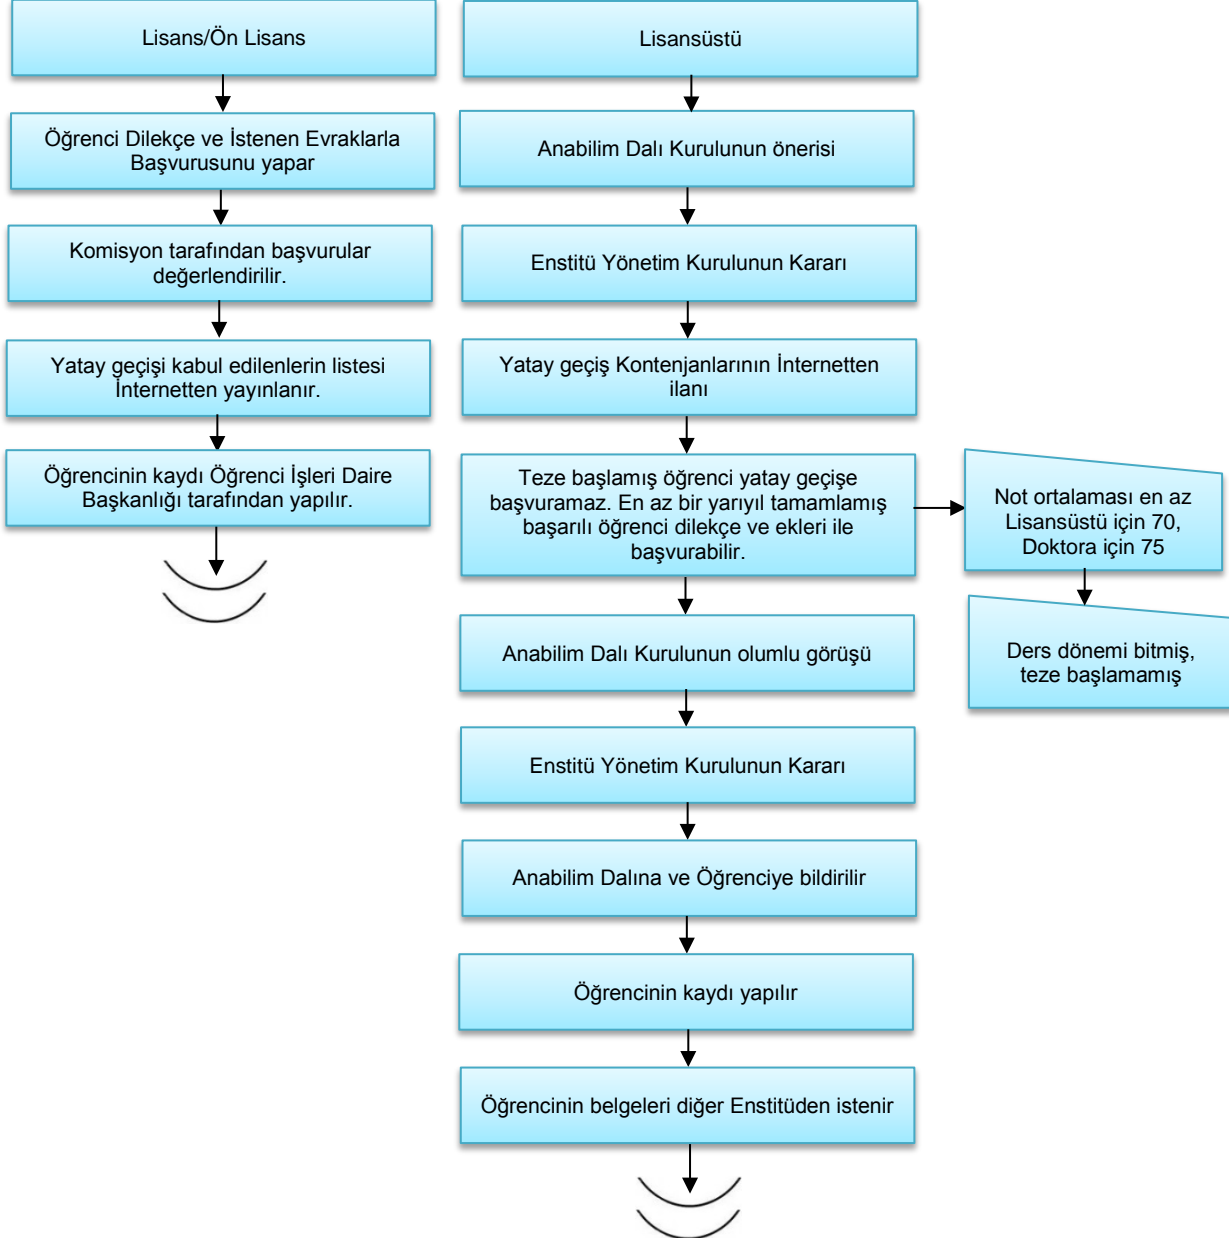 Lisans/Ön Lisans
Öğrenci Dilekçe ve İstenen Evraklarla
Başvurusunu yapar
Komisyon tarafından başvurular
değerlendirilir.
Yatay geçişi kabul edilenlerin listesi
İnternetten yayınlanır.
Öğrencinin kaydı Öğrenci İşleri Daire
Başkanlığı tarafından yapılır.
Lisansüstü
Anabilim Dalı Kurulunun önerisi
Enstitü Yönetim Kurulunun Kararı
Yatay geçiş Kontenjanlarının İnternetten
ilanı
Teze başlamış öğrenci yatay geçişe
başvuramaz. En az bir yarıyıl tamamlamış
başarılı öğrenci dilekçe ve ekleri ile
başvurabilir.
Not ortalaması en az
Lisansüstü için 70,
Doktora için 75
Ders dönemi bitmiş,
teze başlamamış
Anabilim Dalı Kurulunun olumlu görüşü
Enstitü Yönetim Kurulunun Kararı
Anabilim Dalına ve Öğrenciye bildirilir
Öğrencinin kaydı yapılır
Öğrencinin belgeleri diğer Enstitüden istenir